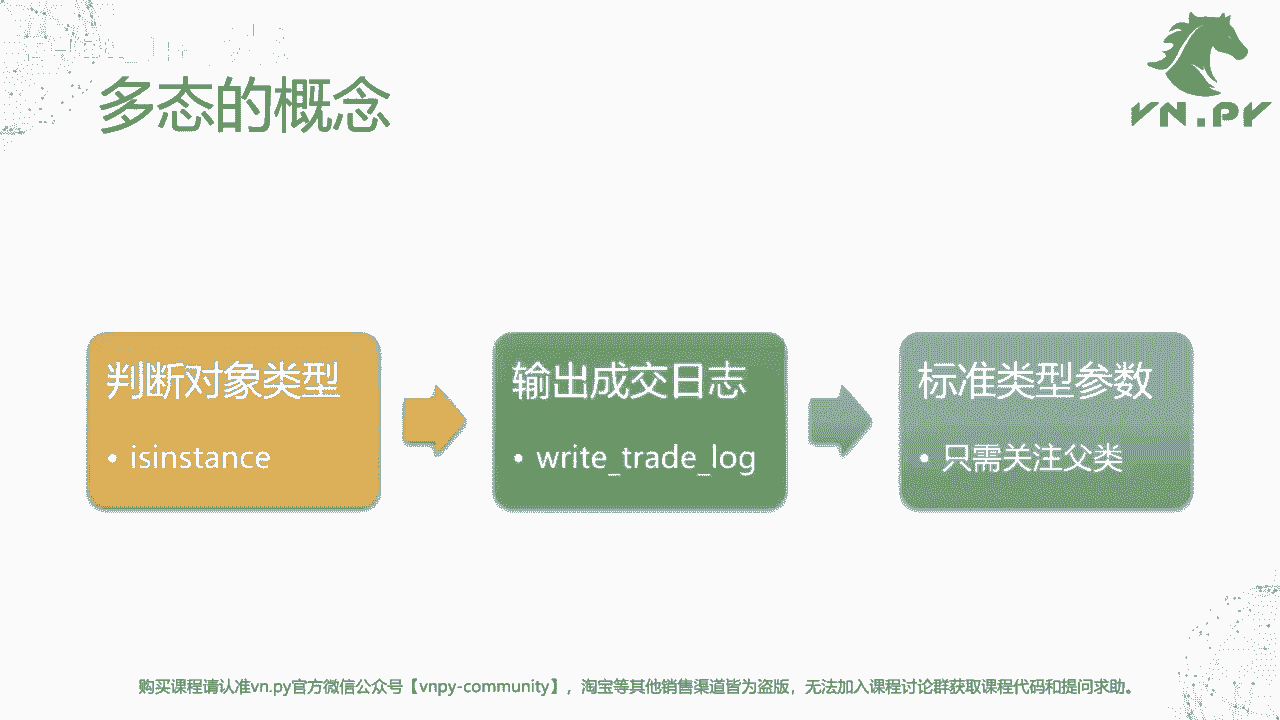 多态的概念
VN.PY
判断对象类型
• isinstance
输出成交日志
• write_trade_log
标准类型参数
• 只需关注父类
购买课程请认准vn.py官方微信公众号【vnpy-community】，淘宝等其他销售渠道皆为盗版，无法加入课程讨论群获取课程代码和提问求助。